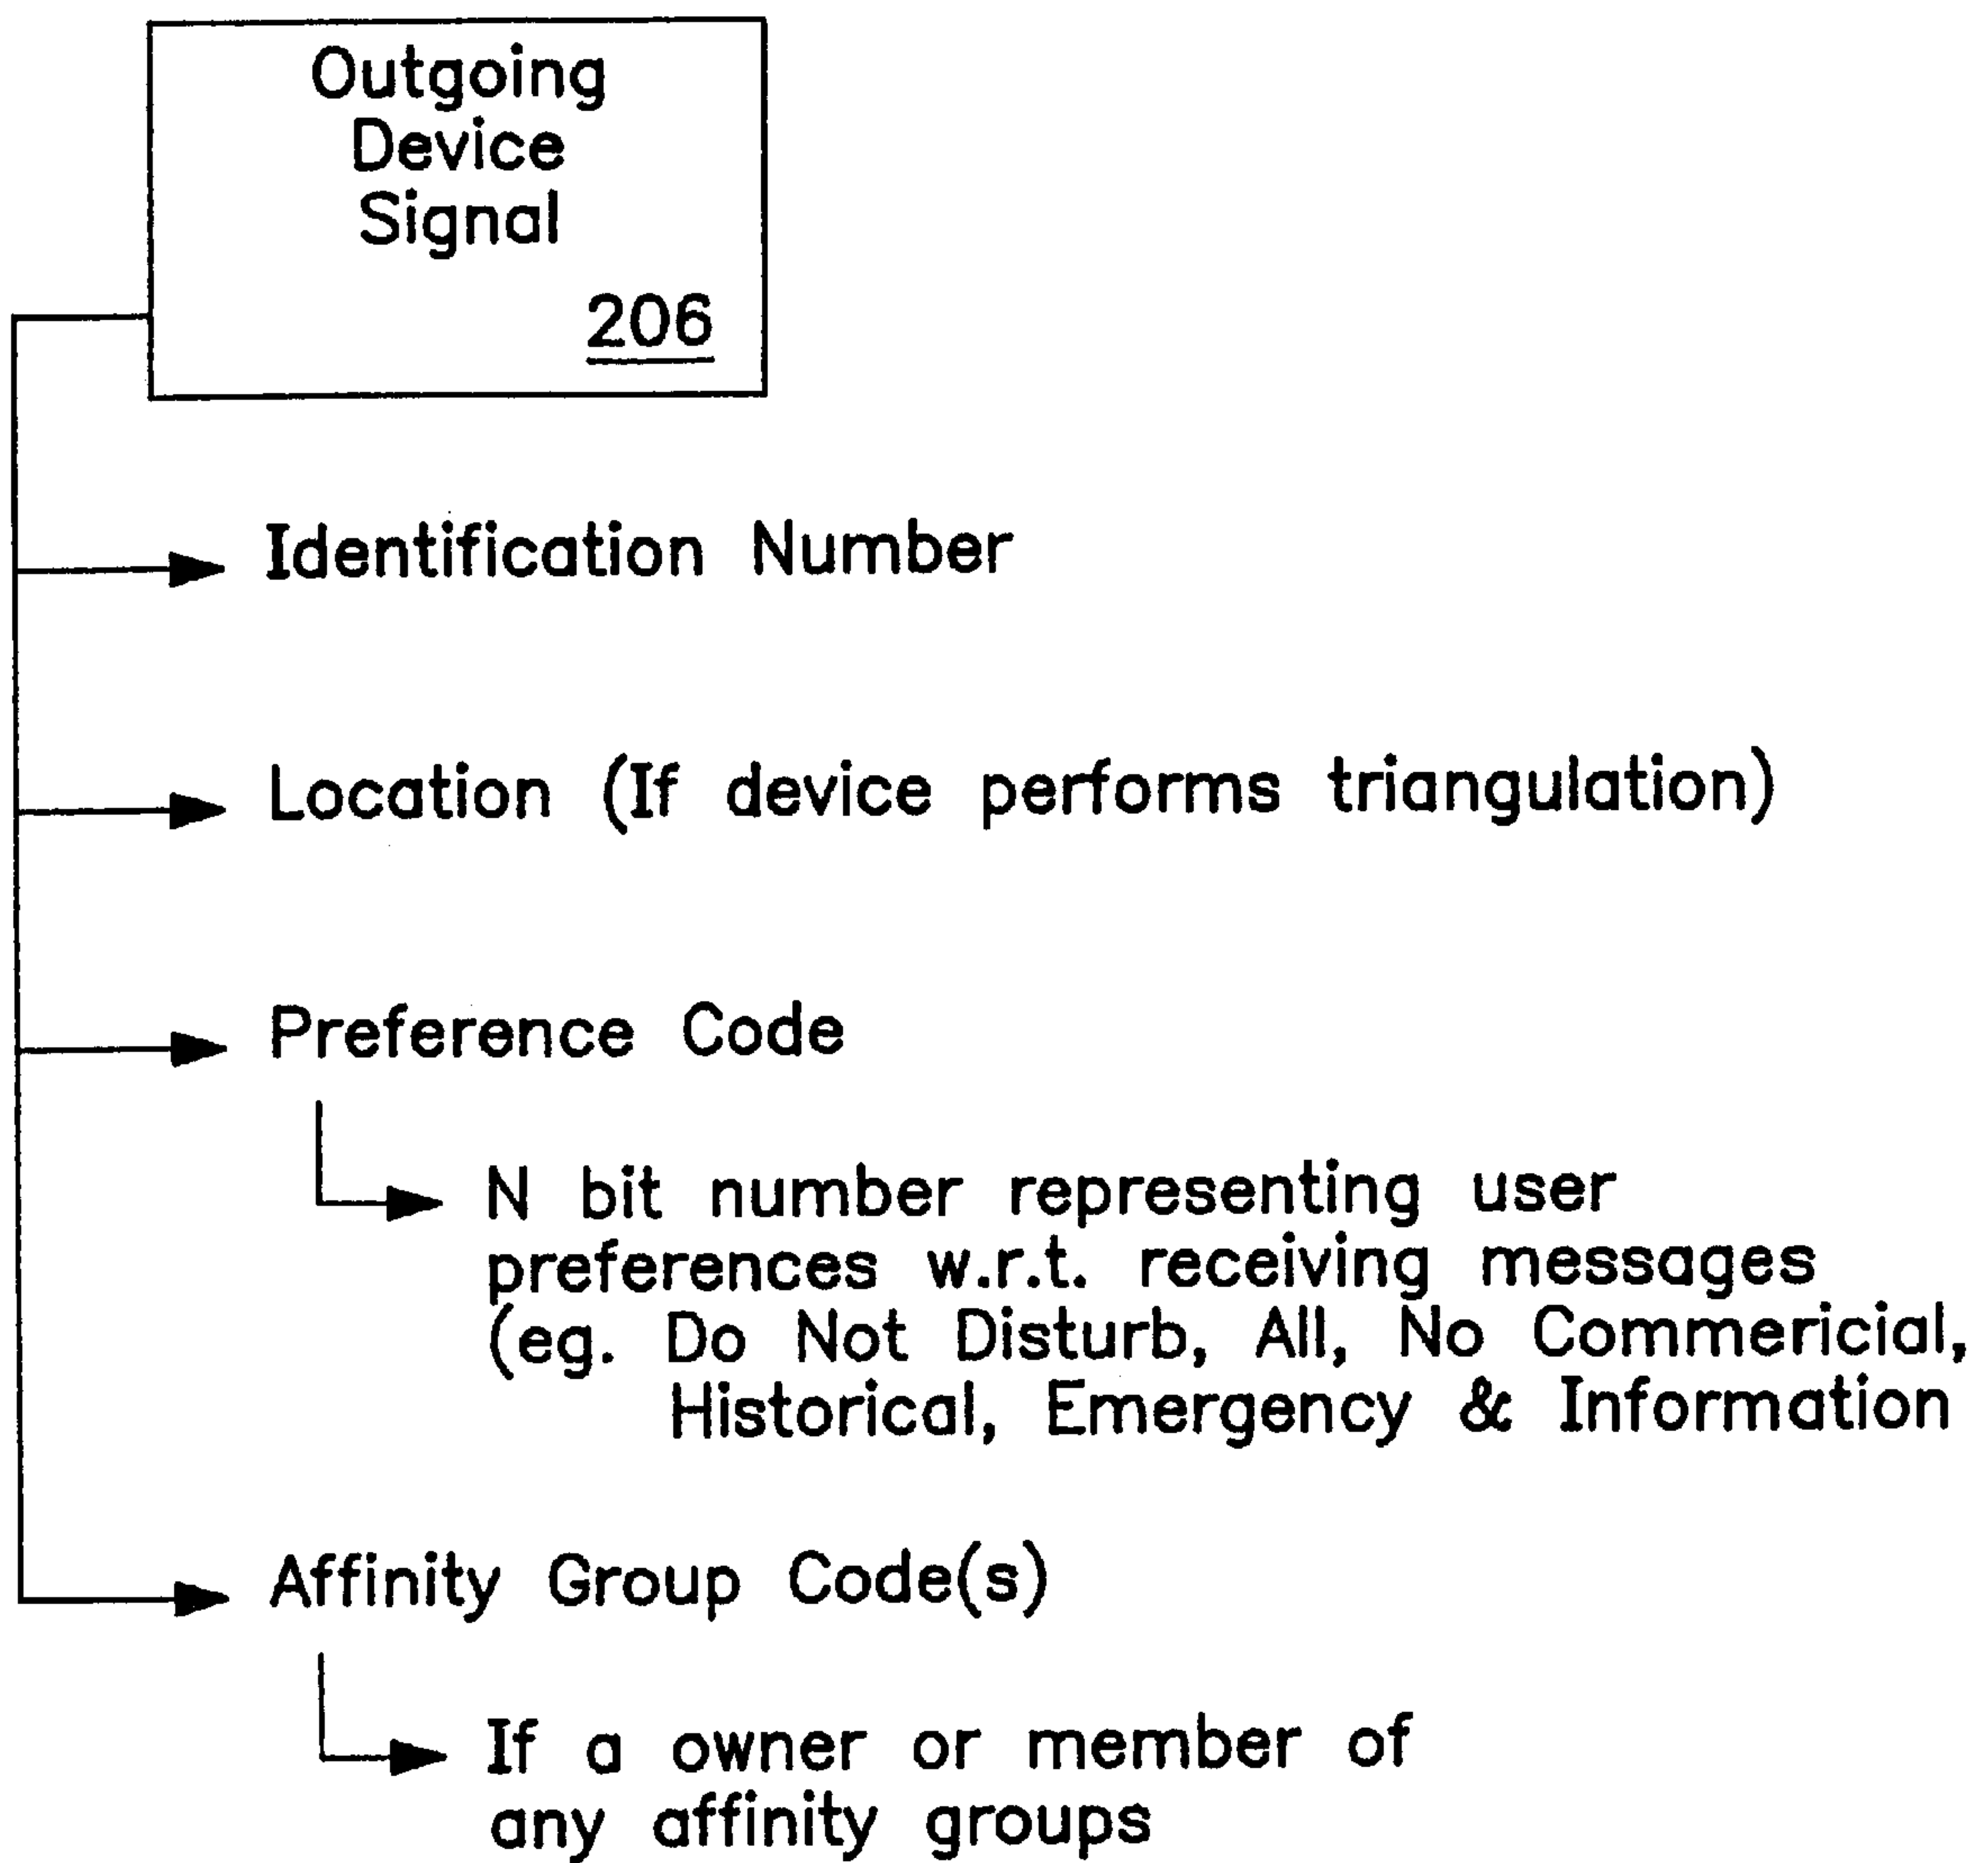 Outgoing
Device
Signal
206
Identification Number
Location (If device performs triangulation)
Preference Code
N bit number representing user
preferences w.r.t. receiving messages
(eg. Do Not Disturb, All, No Commericial,
Historical, Emergency & Information
Affinity Group Code(s)
If a owner or member of
any affinity groups